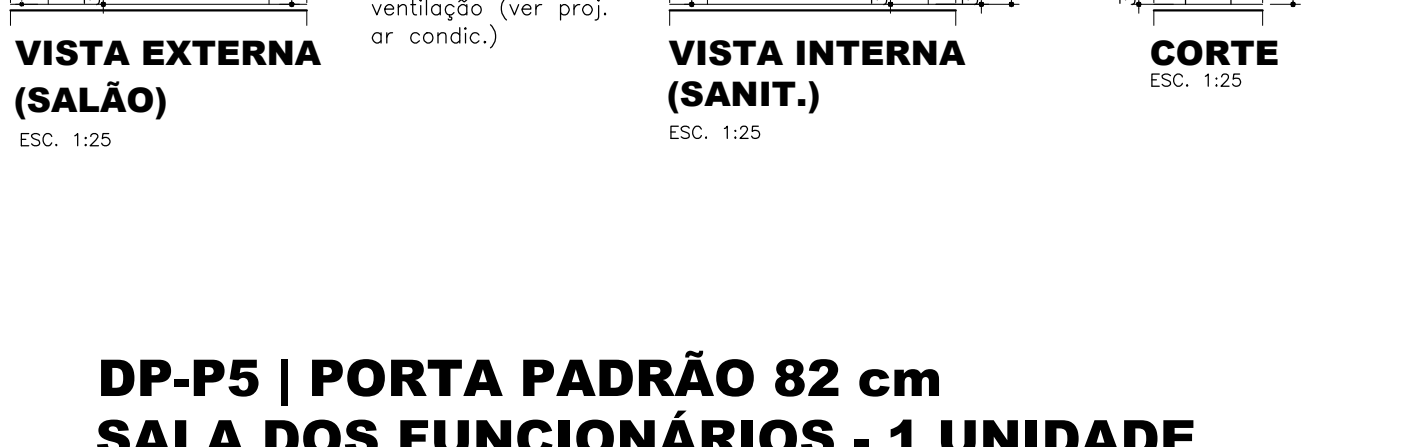 ventilação (ver proj.
ar condic.)
VISTA EXTERNA
(SALÃO)
ESC. 1:25
VISTA INTERNA
(SANIT.)
ESC. 1:25
CORTE
ESC. 1:25
DP-P5 | PORTA PADRÃO 82 cm
SALA DOS FUNCIONÁRIOS - 1 UNIDADE